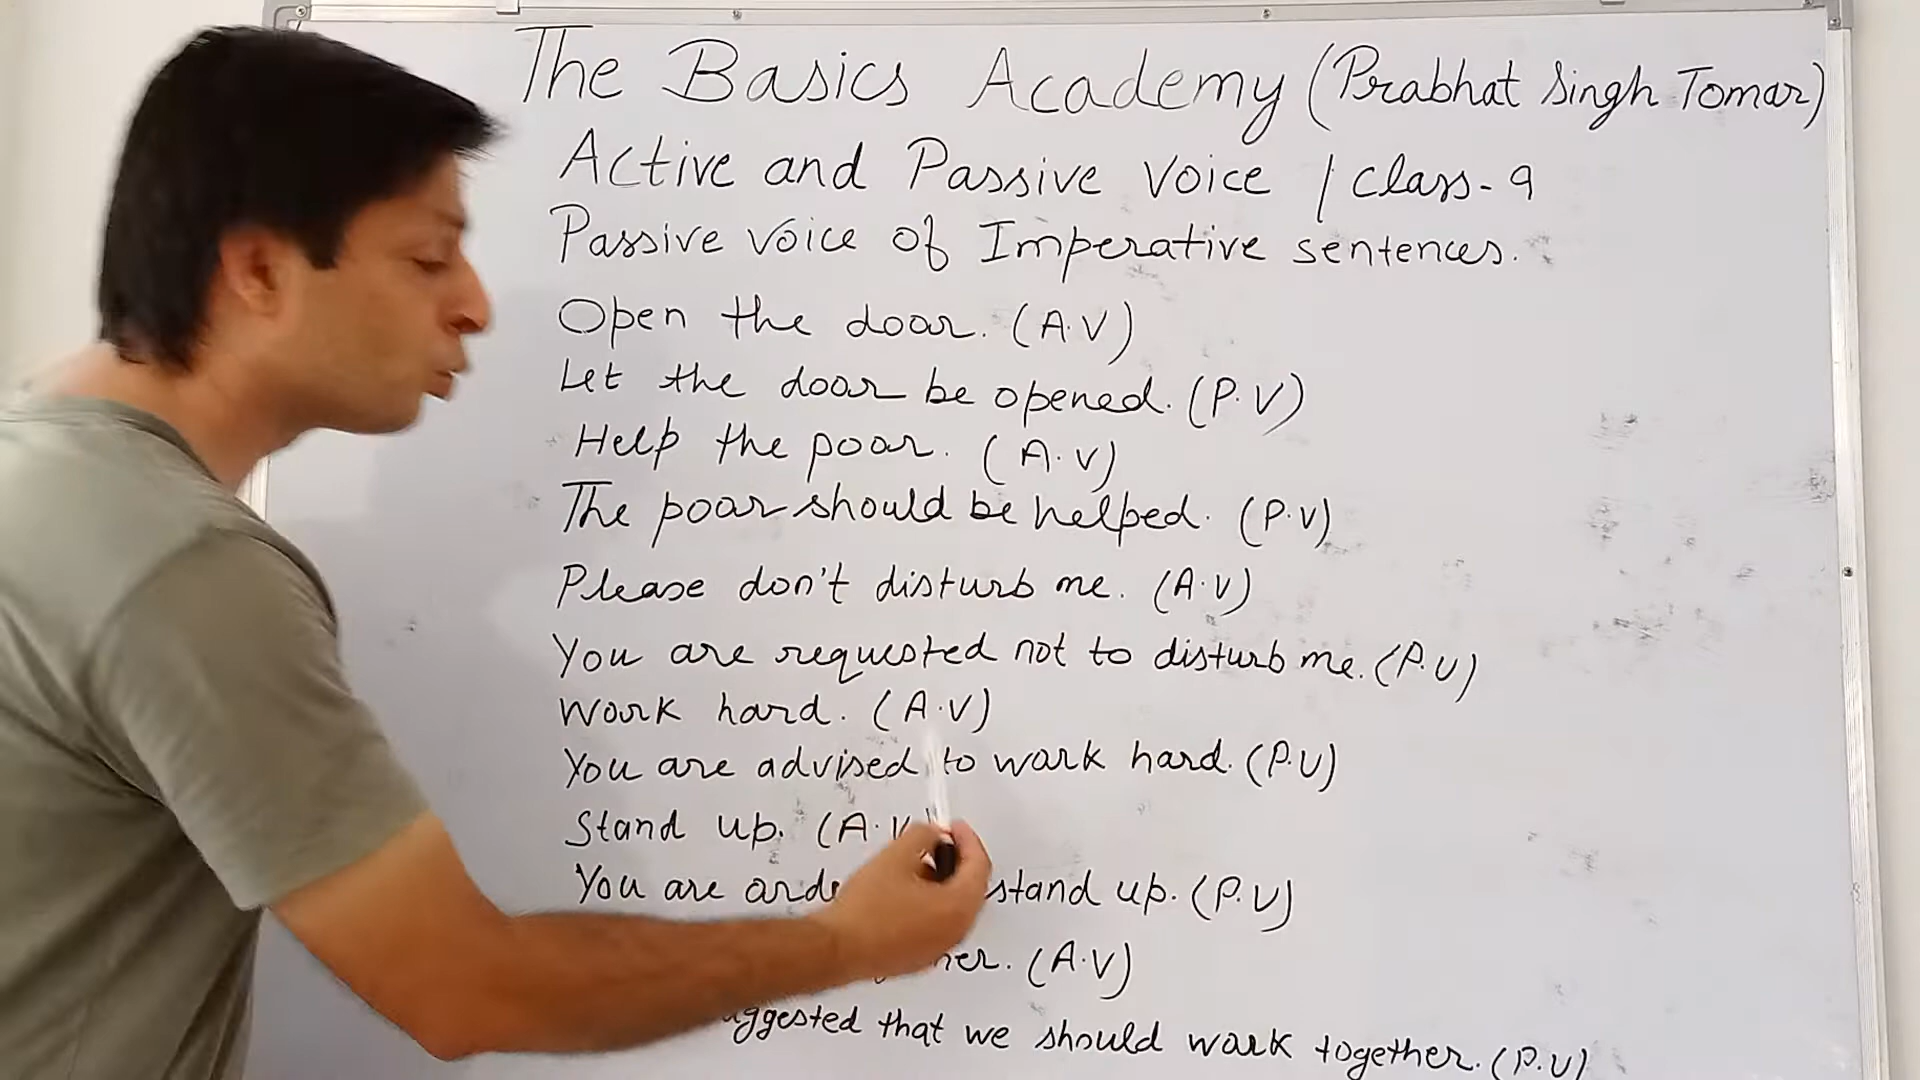 The Basics Academy (Prabhat Singh Tomar)
Active and Passive Voice / Class-9
Passive voice of Imperative sentences.
Open the door. (A.V)
Let the door be opened. (P.V)
Help the poor. (A.V)
The poor should be helped. (P.V)
Please don't disturb me. (A.V)
You are requested not to disturb me. (P.V)
Work hard. (A.V)
You are advised to work hard. (P.V)
Stand up. (A.V)
You are stand up. (P.V)
(A.V)
that we should work together. (P.V)